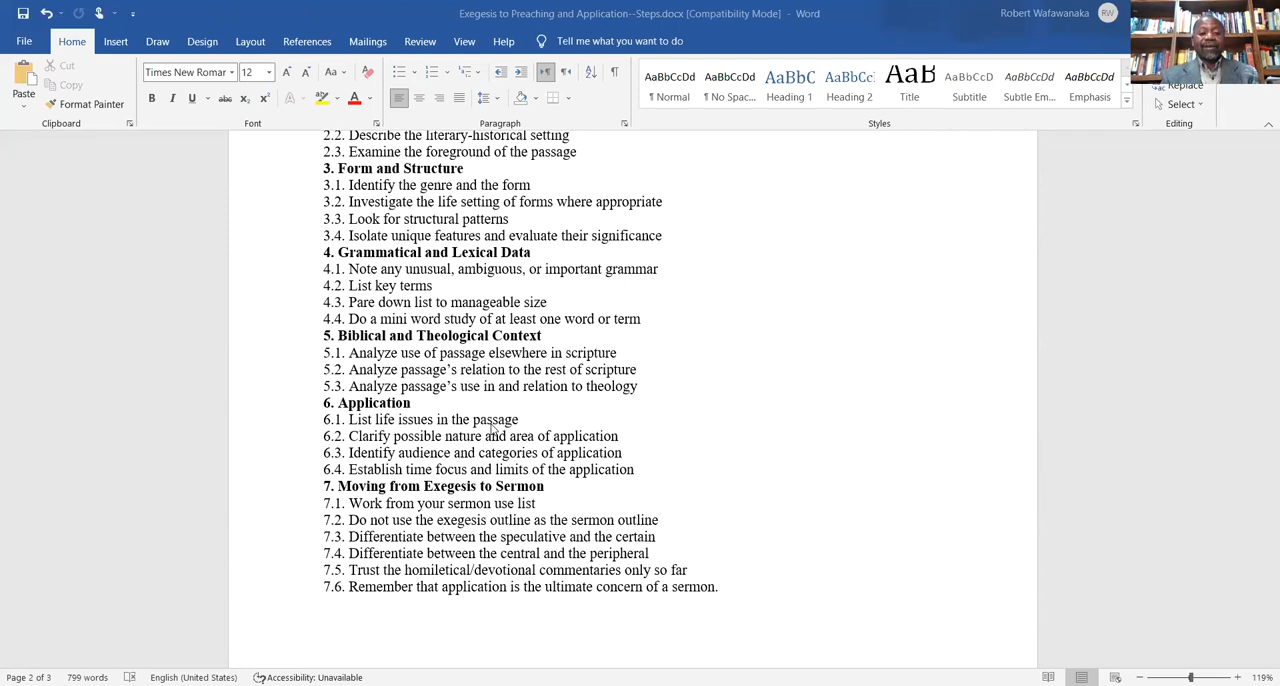 Exegesis to Preaching and Application--Steps.docx [Compatibility Mode] - Word
Robert Wafawanaka RW
File Home Insert Draw Design Layout References Mailings Review View Help Tell me what you want to do
Paste
Cut
Copy
Format Painter
Clipboard
Times New Romar 12
Font
Paragraph
AaBbCcDd AaBbCcDd AaBbC AaBbCc AaB AaBbCcD AaBbCcDd AaBbCcDd
¶ Normal ¶ No Spac... Heading 1 Heading 2 Title Subtitle Subtle Em... Emphasis
Styles
Replace
Select
Editing
2.2. Describe the literary-historical setting
2.3. Examine the foreground of the passage
3. Form and Structure
3.1. Identify the genre and the form
3.2. Investigate the life setting of forms where appropriate
3.3. Look for structural patterns
3.4. Isolate unique features and evaluate their significance
4. Grammatical and Lexical Data
4.1. Note any unusual, ambiguous, or important grammar
4.2. List key terms
4.3. Pare down list to manageable size
4.4. Do a mini word study of at least one word or term
5. Biblical and Theological Context
5.1. Analyze use of passage elsewhere in scripture
5.2. Analyze passage's relation to the rest of scripture
5.3. Analyze passage's use in and relation to theology
6. Application
6.1. List life issues in the passage
6.2. Clarify possible nature and area of application
6.3. Identify audience and categories of application
6.4. Establish time focus and limits of the application
7. Moving from Exegesis to Sermon
7.1. Work from your sermon use list
7.2. Do not use the exegesis outline as the sermon outline
7.3. Differentiate between the speculative and the certain
7.4. Differentiate between the central and the peripheral
7.5. Trust the homiletical/devotional commentaries only so far
7.6. Remember that application is the ultimate concern of a sermon.
Page 2 of 3 799 words English (United States) Accessibility: Unavailable 119%